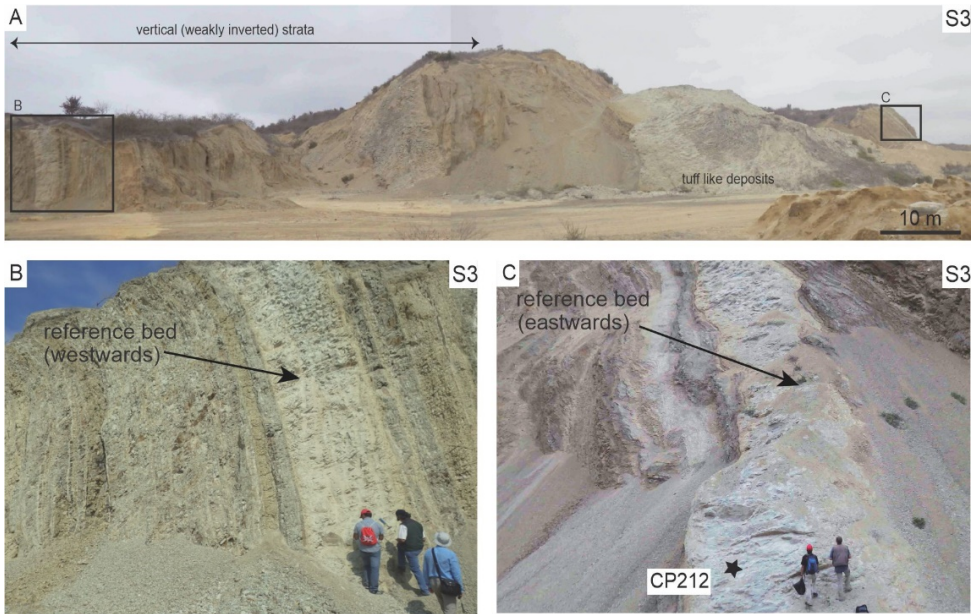 A
S3
vertical (weakly inverted) strata
B
C
tuff like deposits
10 m
B
S3
reference bed
(westwards)
C
S3
reference bed
(eastwards)
CP212